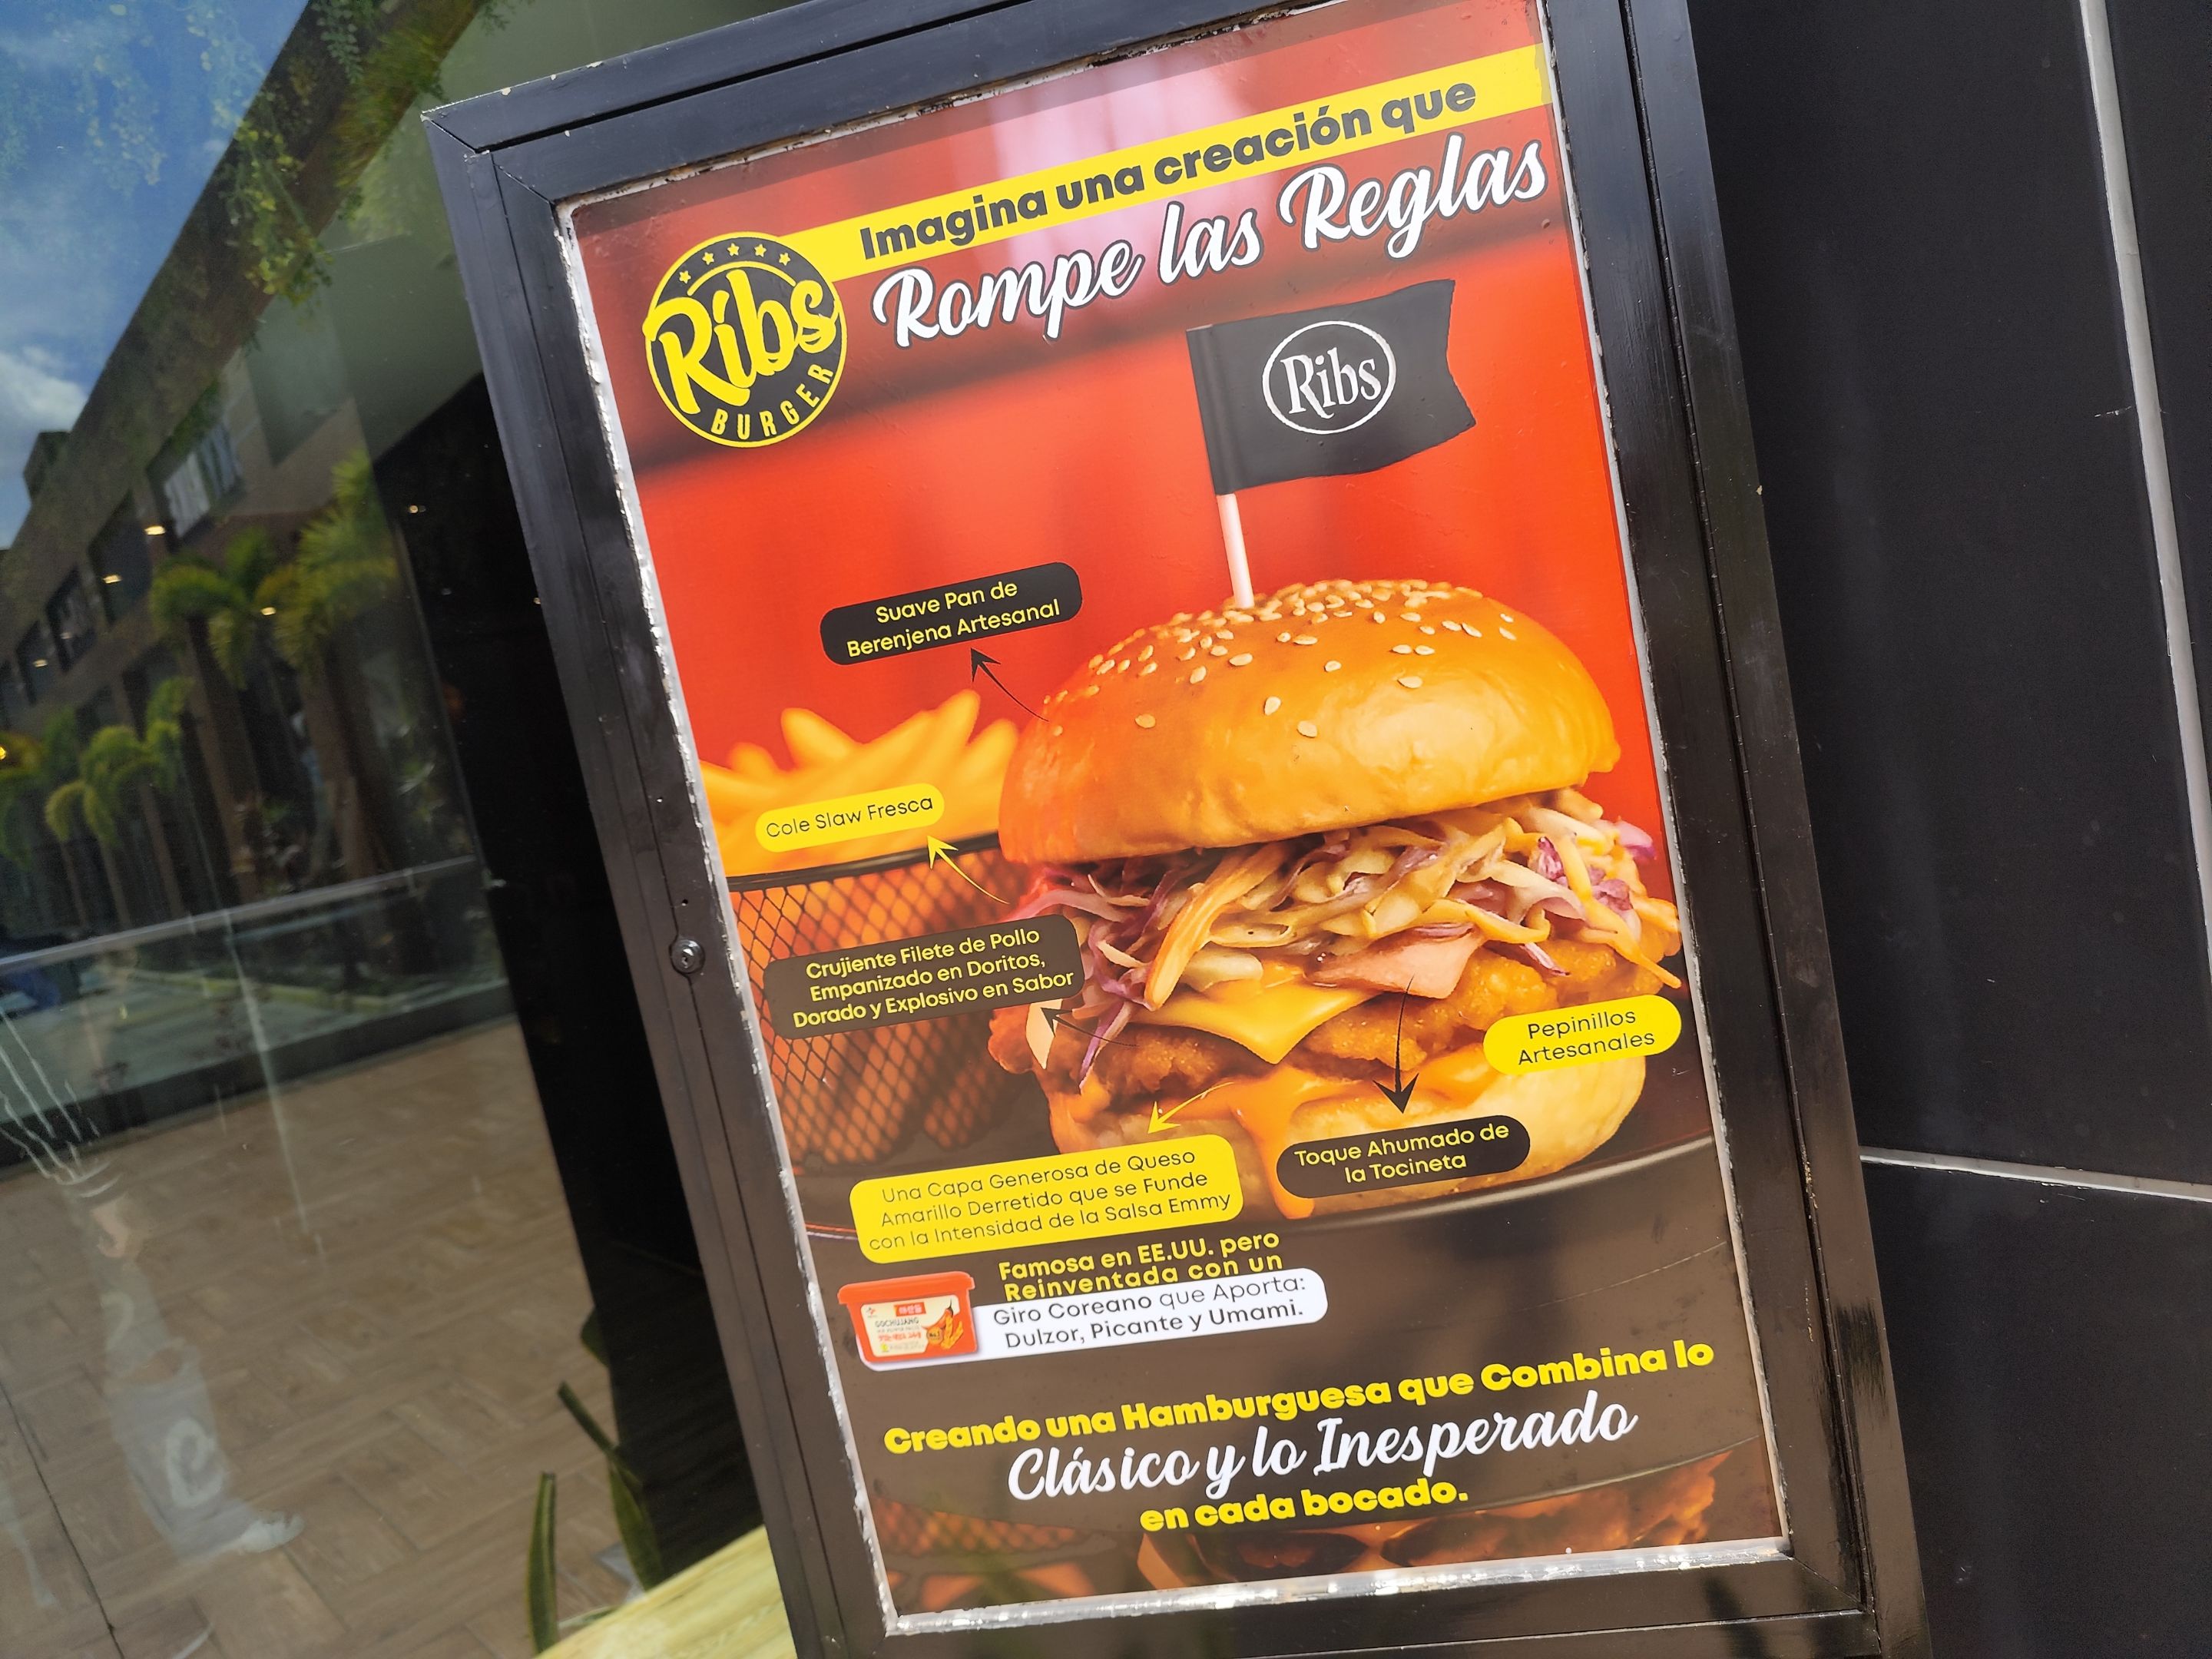 Imagina una creación que
Rompe las Reglas
Ribs
BURGER
Ribs
Suave Pan de
Berenjena Artesanal
Cole Slaw Fresca
Crujiente Filete de Pollo
Empanizado en Doritos,
Dorado y Explosivo en Sabor
Pepinillos
Artesanales
Toque Ahumado de
la Tocineta
Una Capa Generosa de Queso
Amarillo Derretido que se Funde
con la Intensidad de la Salsa Emmy
Famosa en EE.UU. pero
Reinventada con un
Giro Coreano que Aporta:
Dulzor, Picante y Umami.
GOCHUJANG
Creando una Hamburguesa que Combina lo
Clásico y lo Inesperado
en cada bocado.